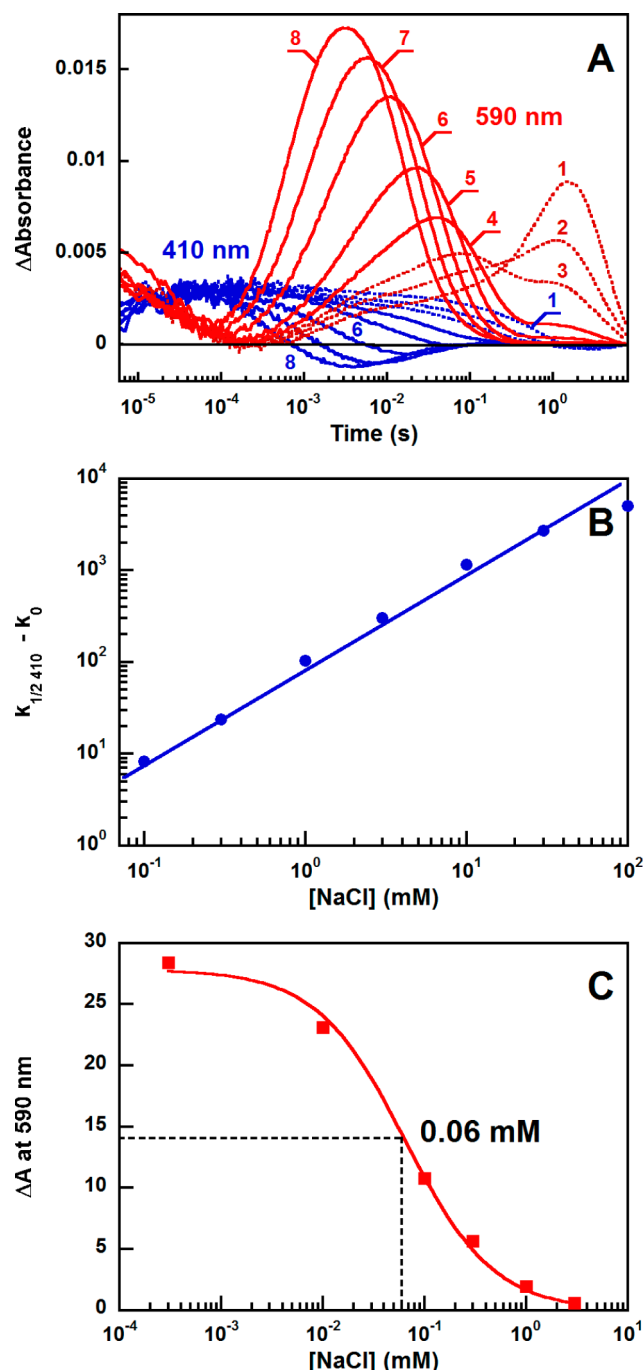 A
8
7
0.015
6
590 nm
0.01
5
1
4
410 nm
2
0.005
3
1
6
0
8
10⁻⁵ 10⁻⁴ 10⁻³ 10⁻² 10⁻¹ 10⁰
Time (s)
ΔAbsorbance
B
10⁴
10³
10²
10¹
10⁰
10⁻¹ 10⁰ 10¹ 10²
[NaCl] (mM)
k1/2 410 - k0
C
30
25
20
15
0.06 mM
10
5
0
10⁻⁴ 10⁻³ 10⁻² 10⁻¹ 10⁰ 10¹
[NaCl] (mM)
ΔA at 590 nm